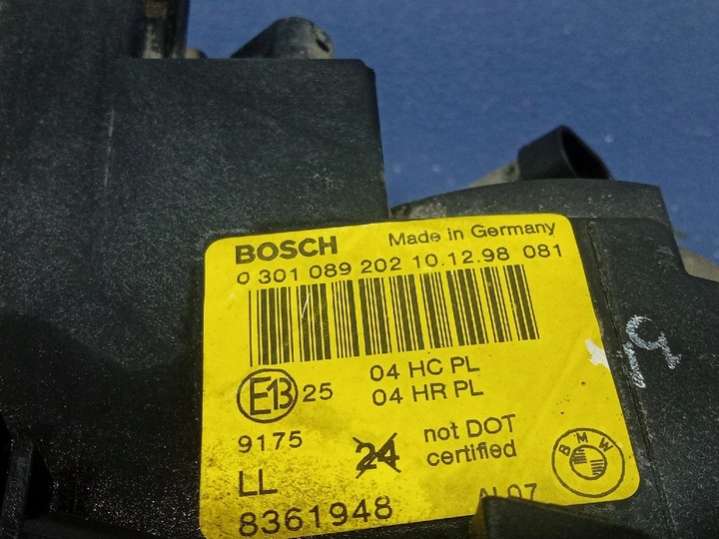 BOSCH Made in Germany
0 301 089 202 10.12.98 081
04 HC PL
E13 25 04 HR PL
9175 24 not DOT
certified
BMW
LL
8361948